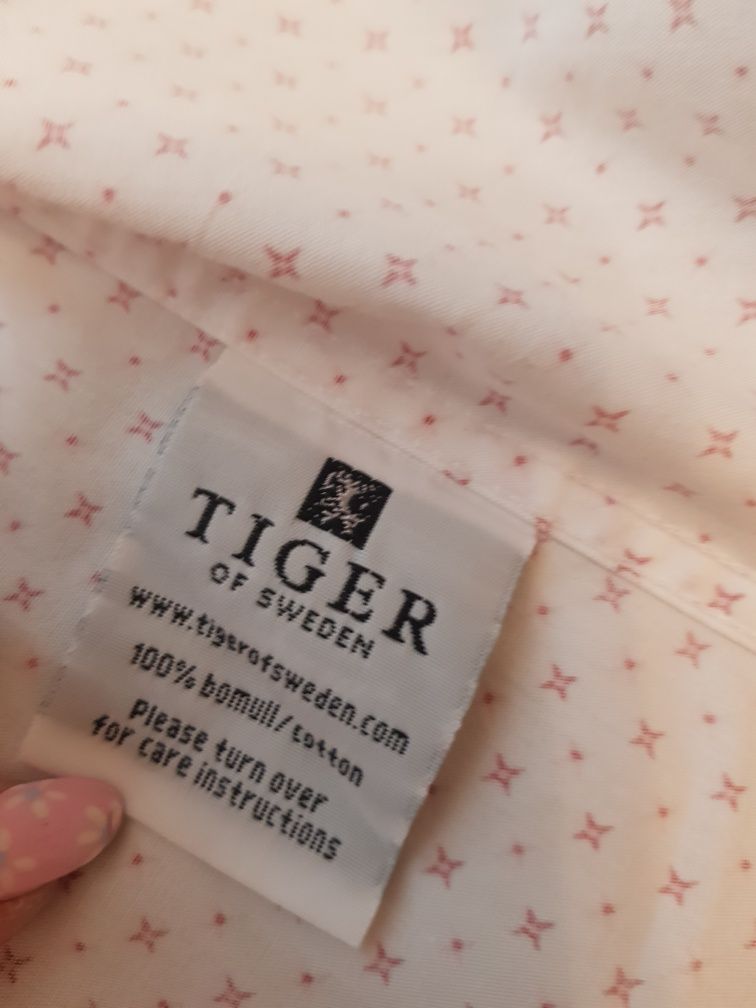 TIGER
OF SWEDEN
www.tigerofsweden.com
100% bomull/cotton
Please turn over
for care instructions